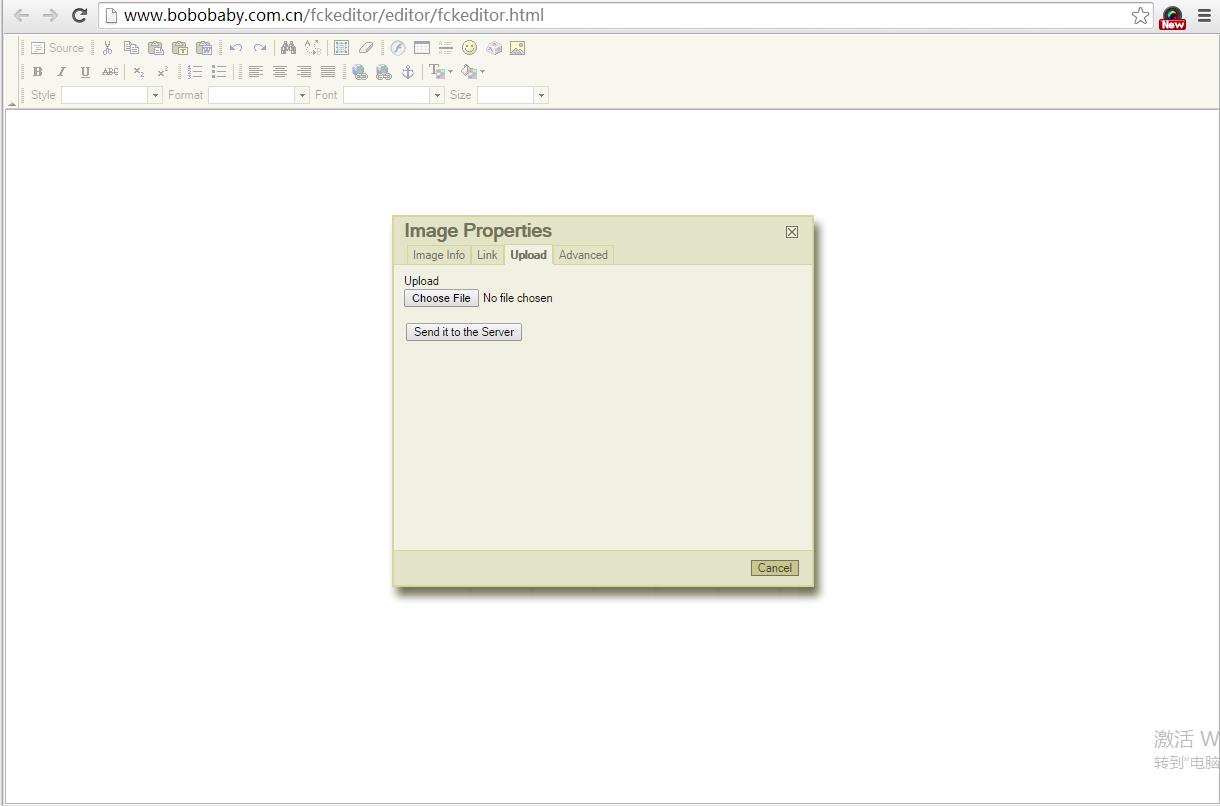 www.bobobaby.com.cn/fckeditor/editor/fckeditor.html
New
Source
B I U ABC
Style Format Font Size
Image Properties
Image Info Link Upload Advanced
Upload
Choose File No file chosen
Send it to the Server
Cancel
激活 W
转到“电脑